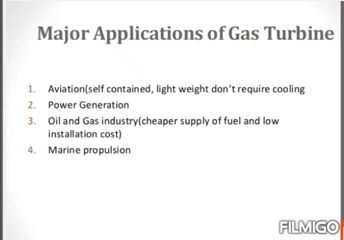 Major Applications of Gas Turbine
1. Aviation(self contained, light weight don't require cooling
2. Power Generation
3. Oil and Gas industry(cheaper supply of fuel and low
installation cost)
4. Marine propulsion
FILMIGO